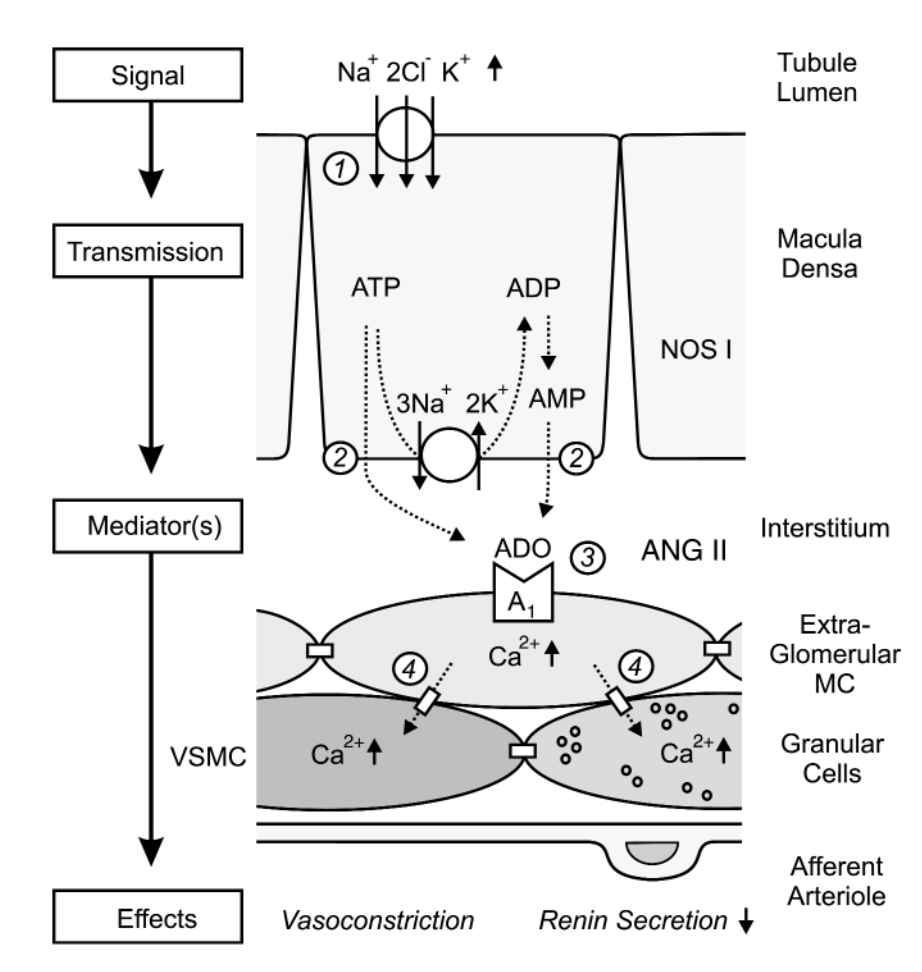 Signal
Na⁺ 2Cl⁻ K⁺
Tubule
Lumen
1
Transmission
Macula
Densa
ATP
ADP
NOS I
3Na⁺
2K⁺
AMP
2
2
Mediator(s)
Interstitium
ADO
3
ANG II
A₁
Extra-
Glomerular
MC
Ca²⁺
4
4
VSMC
Ca²⁺
Ca²⁺
Granular
Cells
Afferent
Arteriole
Effects
Vasoconstriction
Renin Secretion